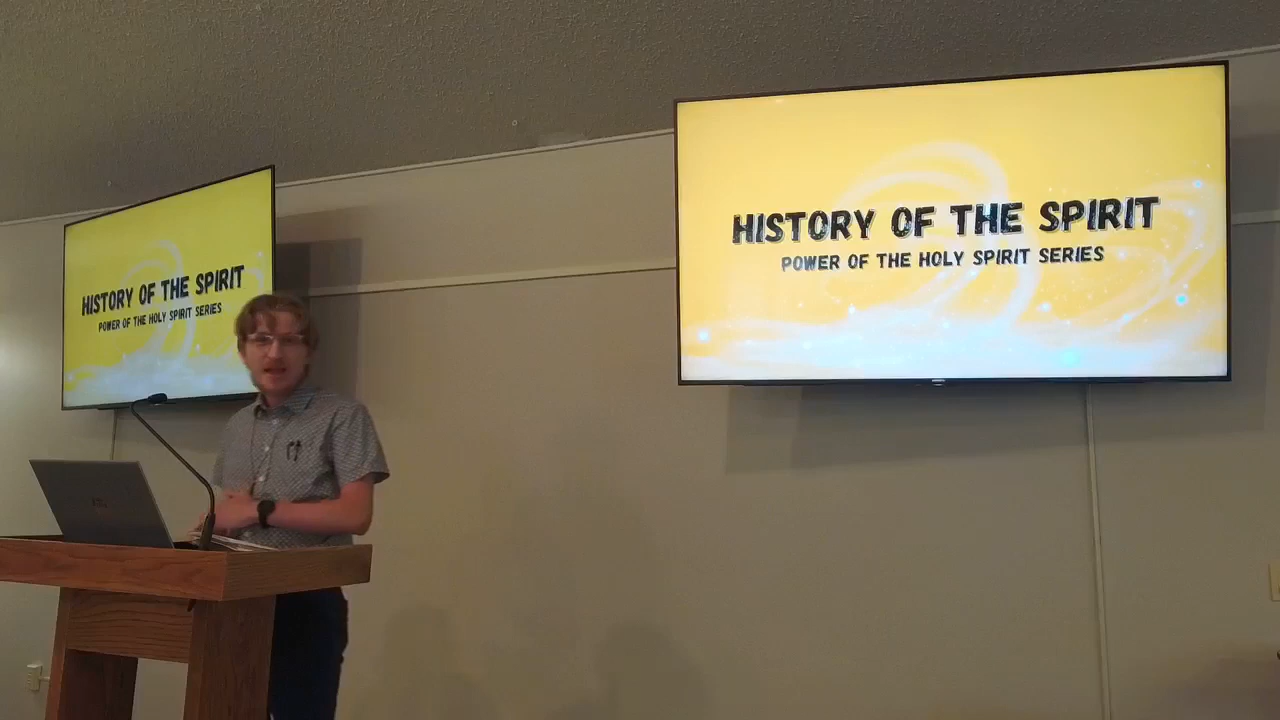 HISTORY OF THE SPIRIT
POWER OF THE HOLY SPIRIT SERIES
HISTORY OF THE SPIRIT
POWER OF THE HOLY SPIRIT SERIES